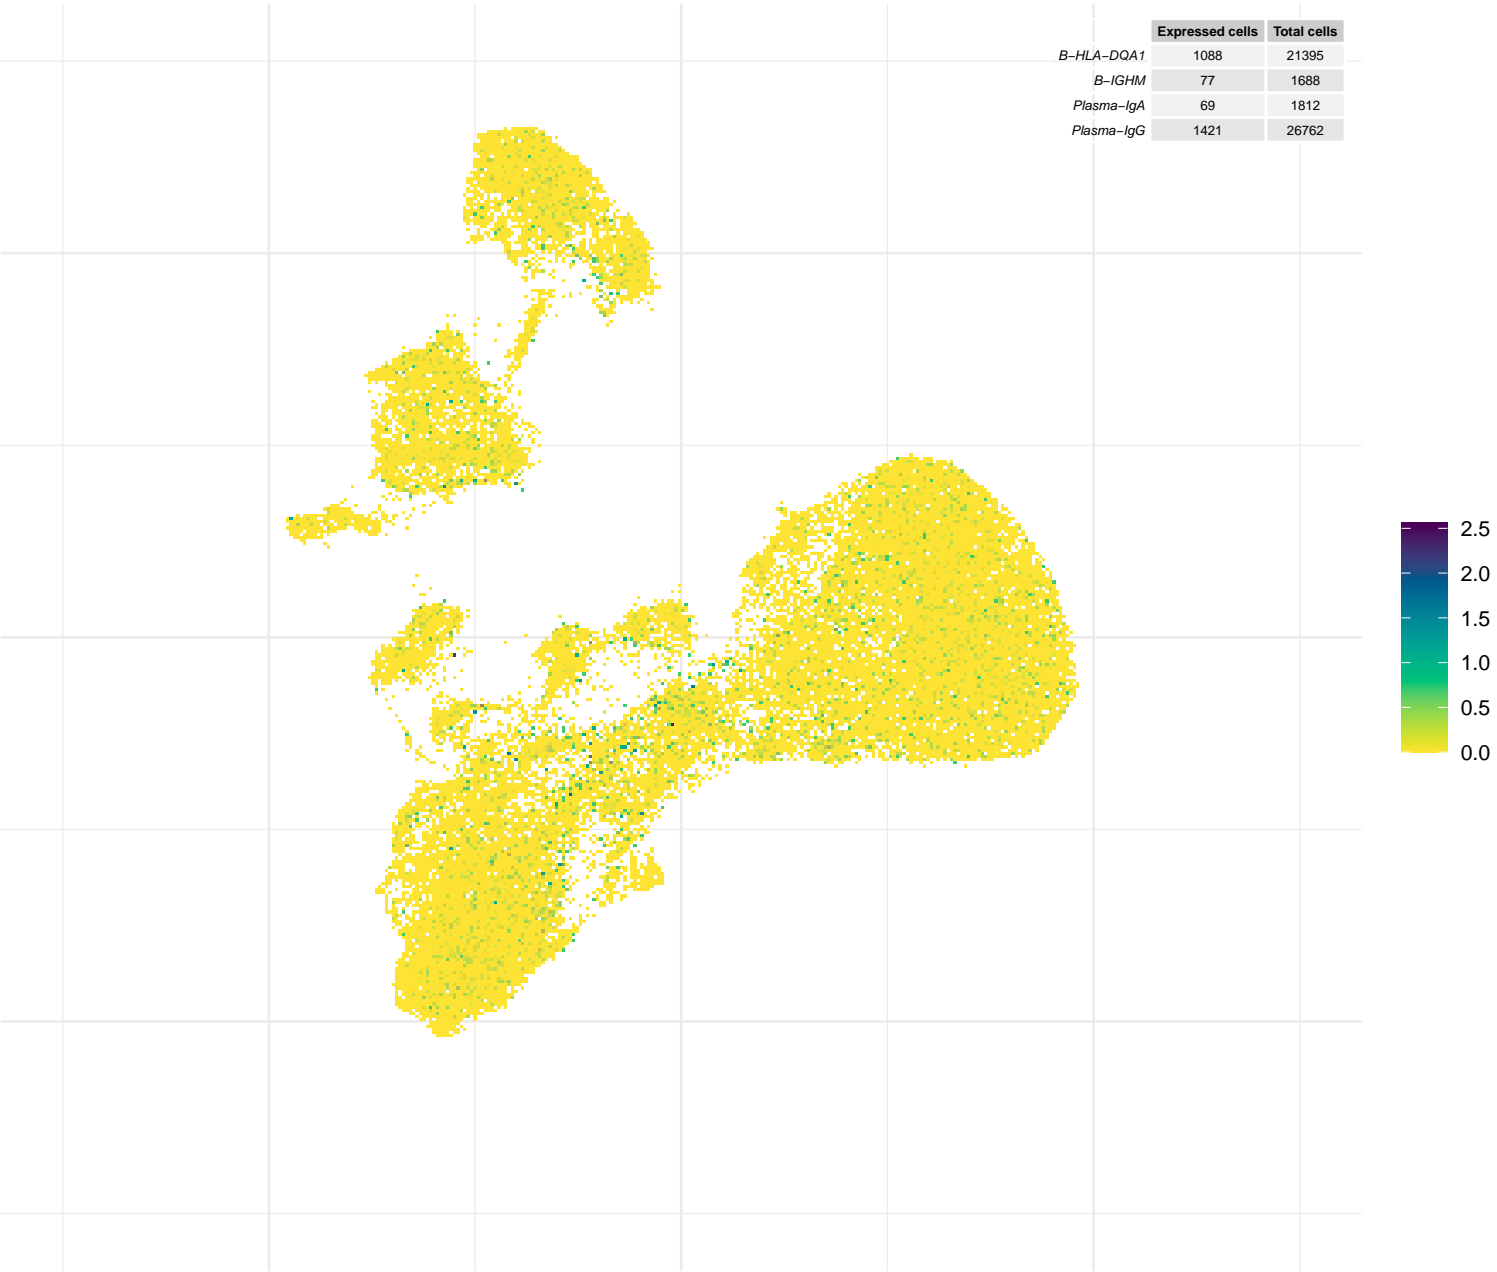 Expressed cells Total cells
B−HLA−DQA1 1088 21395
B−IGHM 77 1688
Plasma−IgA 69 1812
Plasma−IgG 1421 26762
2.5
2.0
1.5
1.0
0.5
0.0